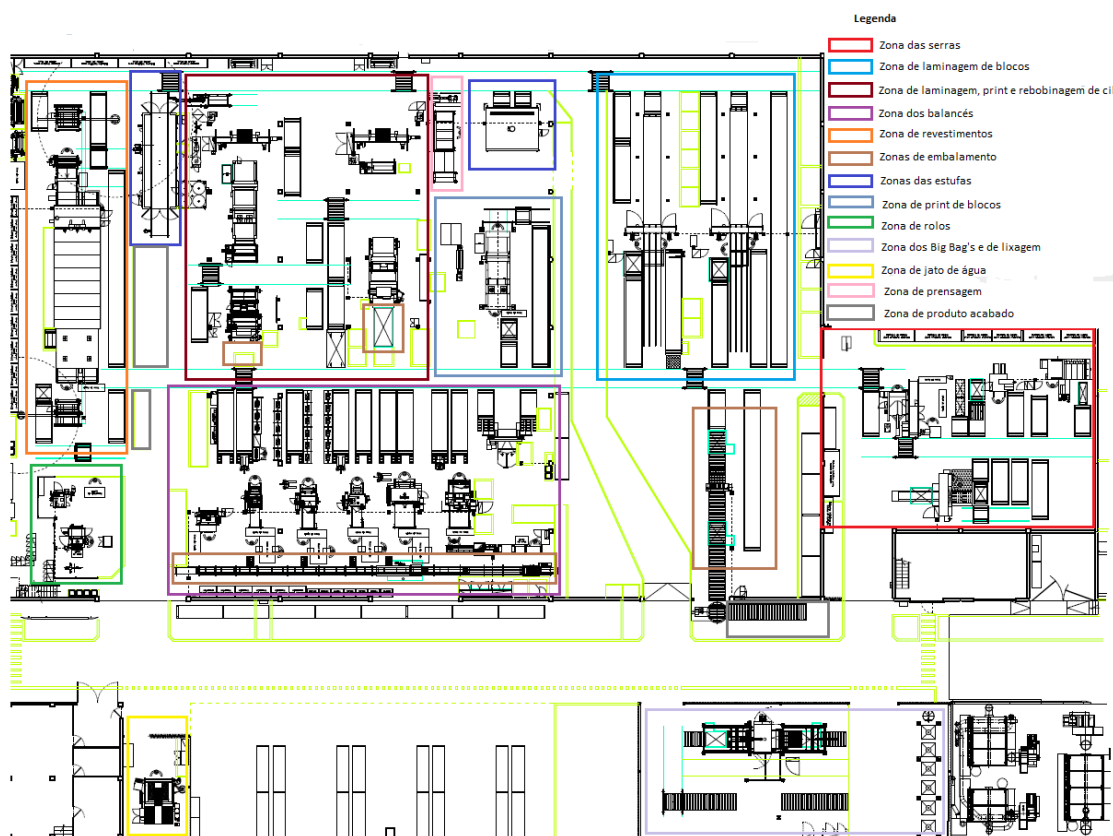 Legenda
Zona das serras
Zona de laminagem de blocos
Zona de laminagem, print e rebobinagem de cil
Zona dos balancés
Zona de revestimentos
Zonas de embalamento
Zonas das estufas
Zona de print de blocos
Zona de rolos
Zona dos Big Bag's e de lixagem
Zona de jato de água
Zona de prensagem
Zona de produto acabado